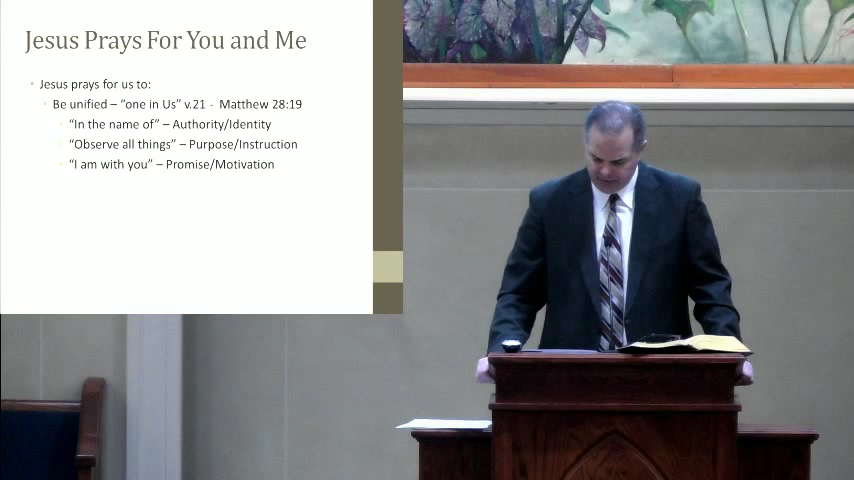 Jesus Prays For You and Me
Jesus prays for us to:
Be unified – “one in Us” v.21 - Matthew 28:19
“In the name of” – Authority/Identity
“Observe all things” – Purpose/Instruction
“I am with you” – Promise/Motivation